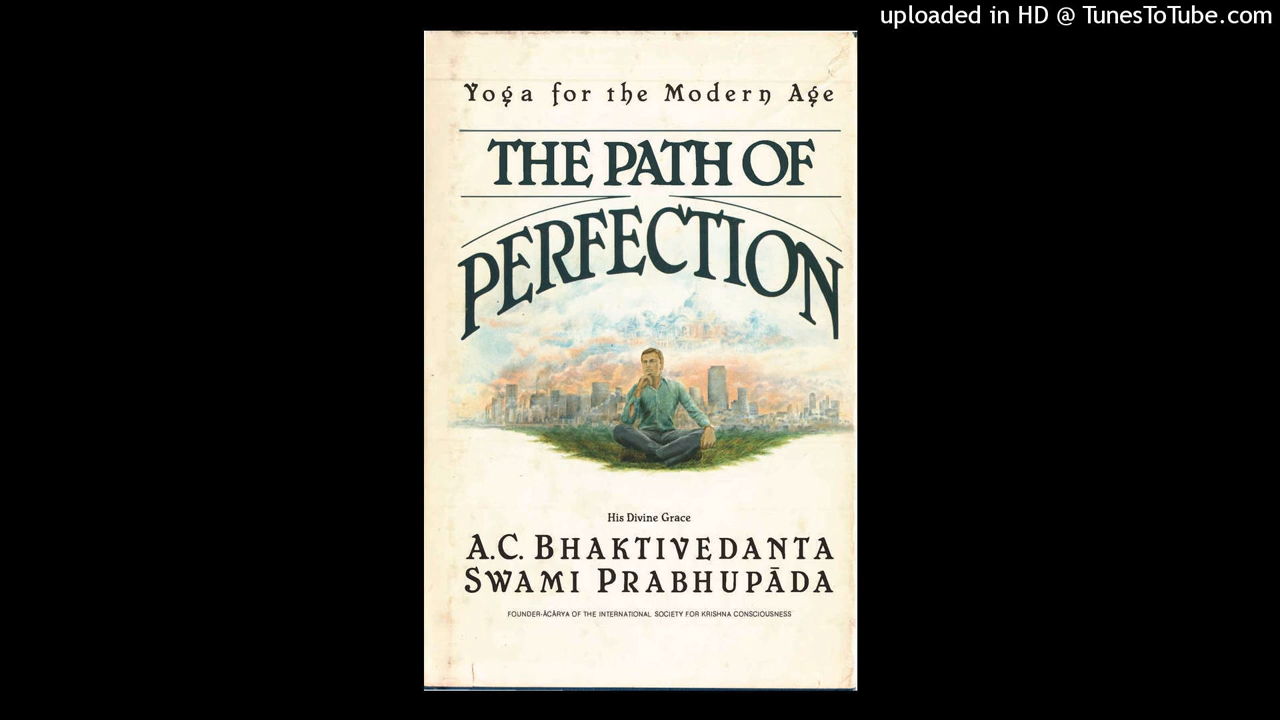 uploaded in HD @ TunesToTube.com
Yoga for the Modern Age
THE PATH OF
PERFECTION
His Divine Grace
A.C. BHAKTIVEDANTA
SWAMI PRABHUPĀDA
FOUNDER-ĀCĀRYA OF THE INTERNATIONAL SOCIETY FOR KRISHNA CONSCIOUSNESS